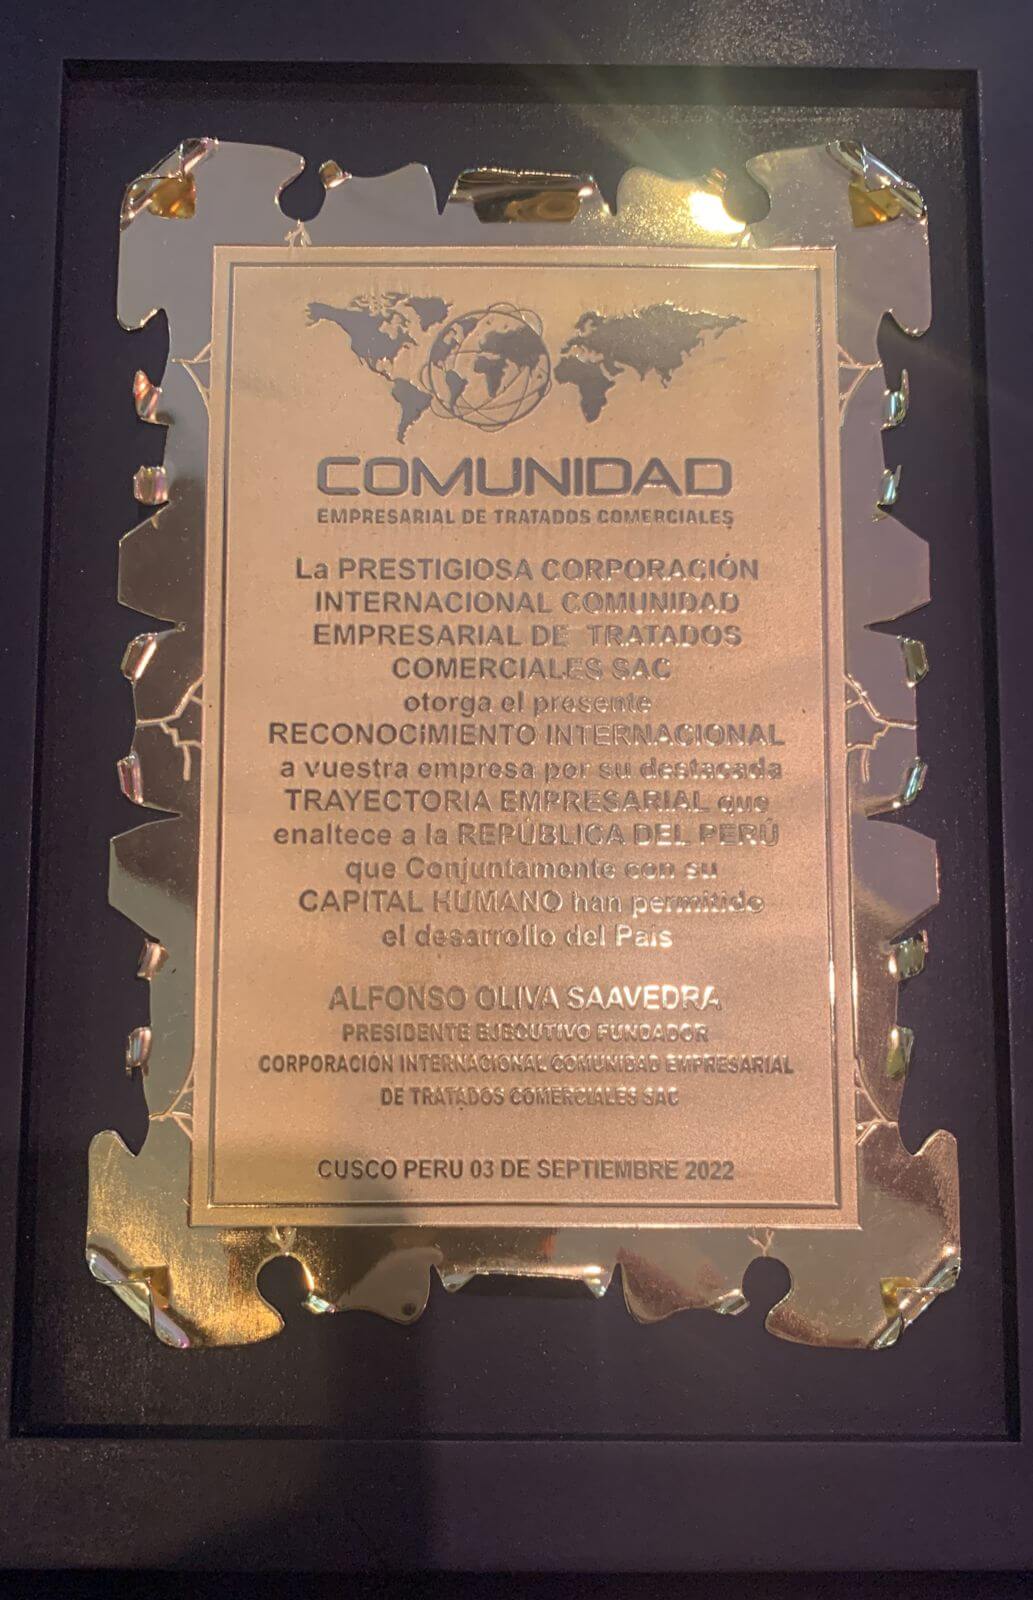 COMUNIDAD
EMPRESARIAL DE TRATADOS COMERCIALES
La PRESTIGIOSA CORPORACIÓN
INTERNACIONAL COMUNIDAD
EMPRESARIAL DE TRATADOS
COMERCIALES SAC
otorga el presente
RECONOCIMIENTO INTERNACIONAL
a vuestra empresa por su destacada
TRAYECTORIA EMPRESARIAL que
enaltece a la REPÚBLICA DEL PERÚ
que Conjuntamente con su
CAPITAL HUMANO han permitido
el desarrollo del Pais
ALFONSO OLIVA SAAVEDRA
PRESIDENTE EJECUTIVO FUNDADOR
CORPORACIÓN INTERNACIONAL COMUNIDAD EMPRESARIAL
DE TRATADOS COMERCIALES SAC
CUSCO PERU 03 DE SEPTIEMBRE 2022